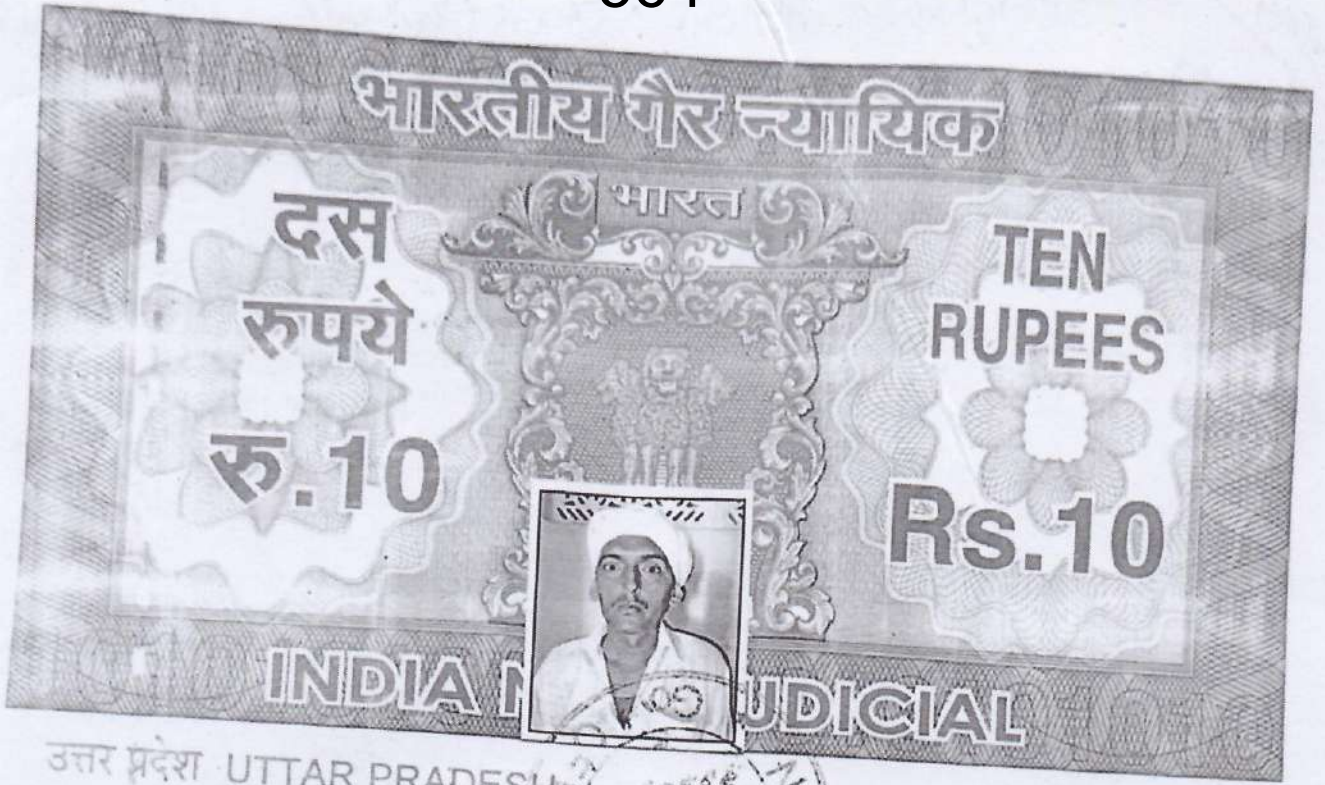 भारतीय गैर न्यायिक
भारत
दस
रुपये
रु.10
TEN
RUPEES
Rs.10
INDIA N UDICIAL
उत्तर प्रदेश UTTAR PRADESH